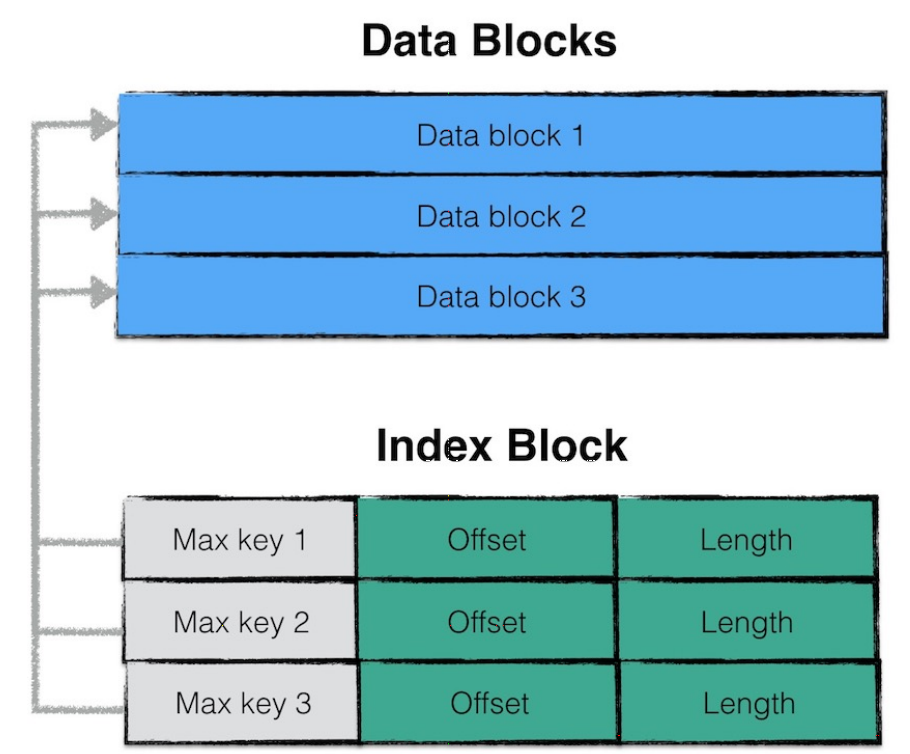 Data Blocks
Data block 1
Data block 2
Data block 3
Index Block
Max key 1 Offset Length
Max key 2 Offset Length
Max key 3 Offset Length